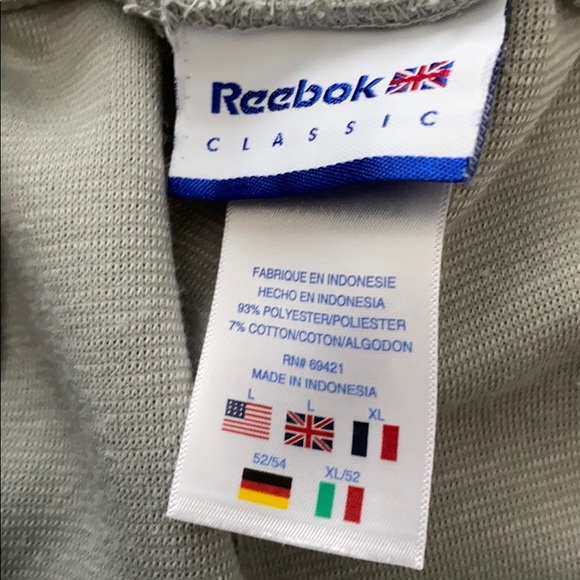 Reebok
CLASSIC
FABRIQUE EN INDONESIE
HECHO EN INDONESIA
93% POLYESTER/POLIESTER
7% COTTON/COTON/ALGODON
RN# 69421
MADE IN INDONESIA
L L XL
52/54 XL/52